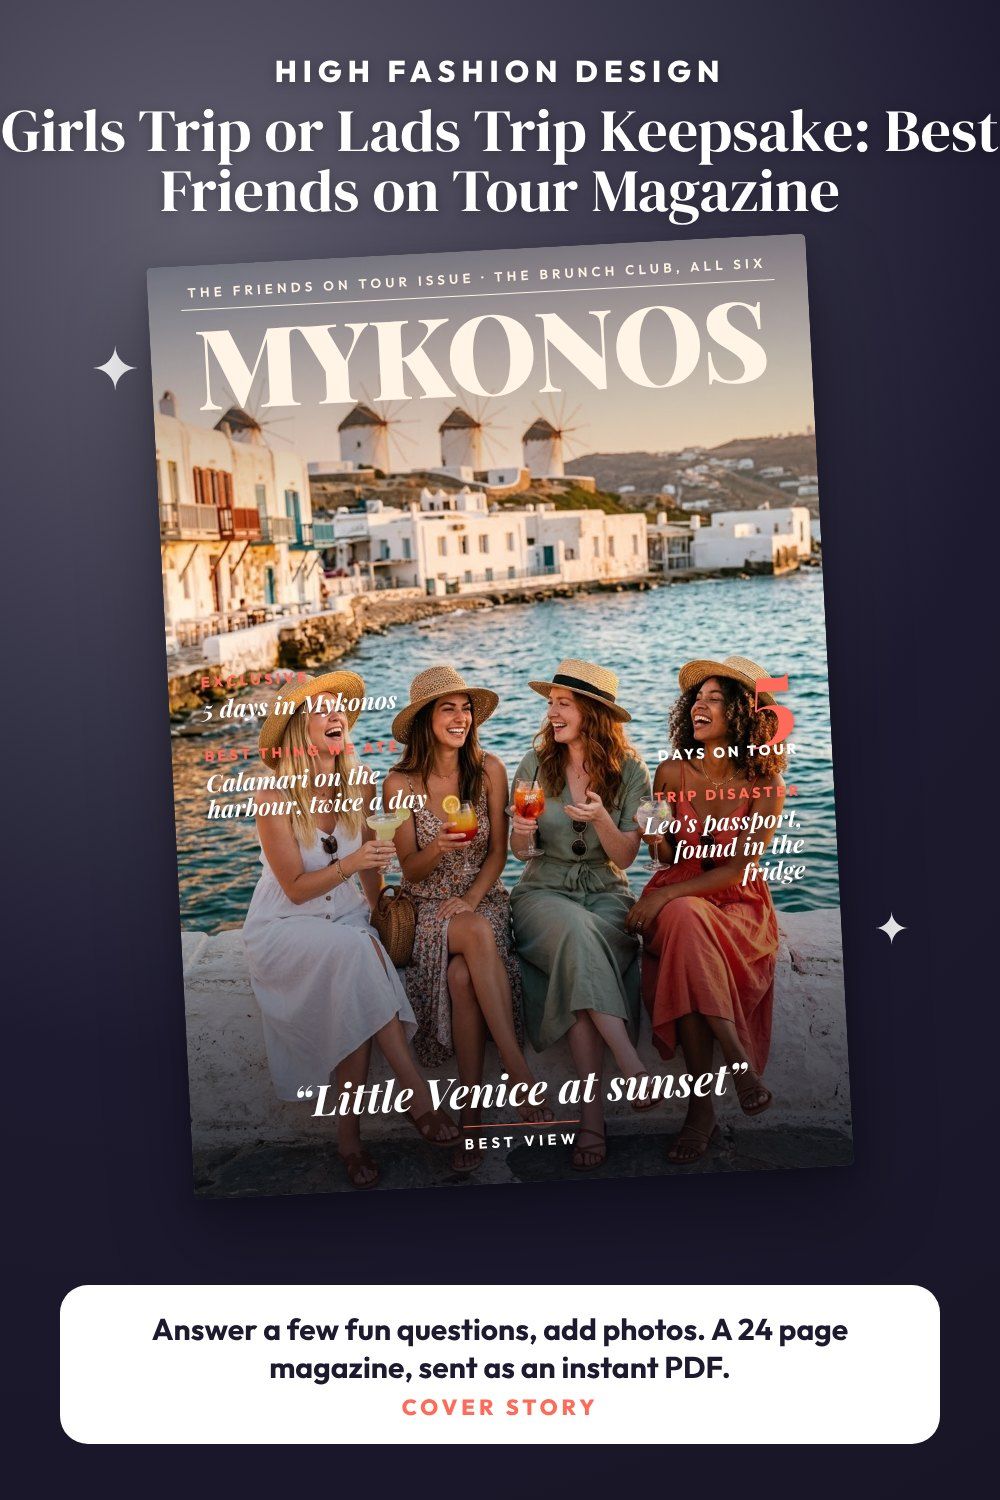 HIGH FASHION DESIGN
Girls Trip or Lads Trip Keepsake: Best
Friends on Tour Magazine
THE FRIENDS ON TOUR ISSUE · THE BRUNCH CLUB, ALL SIX
MYKONOS
EXCLUSIVE
5 days in Mykonos
BEST THING WE ATE
Calamari on the
harbour, twice a day
5
DAYS ON TOUR
TRIP DISASTER
Leo's passport,
found in the
fridge
“Little Venice at sunset”
BEST VIEW
Answer a few fun questions, add photos. A 24 page
magazine, sent as an instant PDF.
COVER STORY